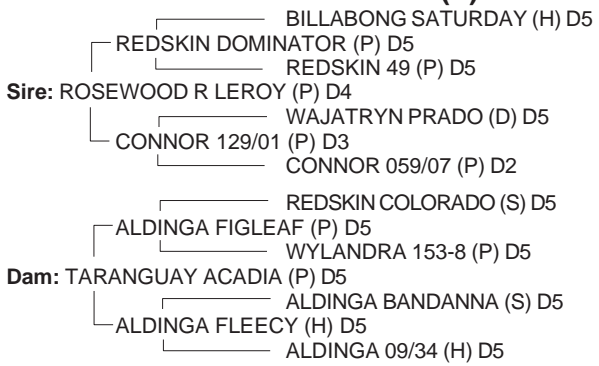 BILLABONG SATURDAY (H) D5
REDSKIN DOMINATOR (P) D5
REDSKIN 49 (P) D5
Sire: ROSEWOOD R LEROY (P) D4
WAJATRYN PRADO (D) D5
CONNOR 129/01 (P) D3
CONNOR 059/07 (P) D2
REDSKIN COLORADO (S) D5
ALDINGA FIGLEAF (P) D5
WYLANDRA 153-8 (P) D5
Dam: TARANGUAY ACADIA (P) D5
ALDINGA BANDANNA (S) D5
ALDINGA FLEECY (H) D5
ALDINGA 09/34 (H) D5